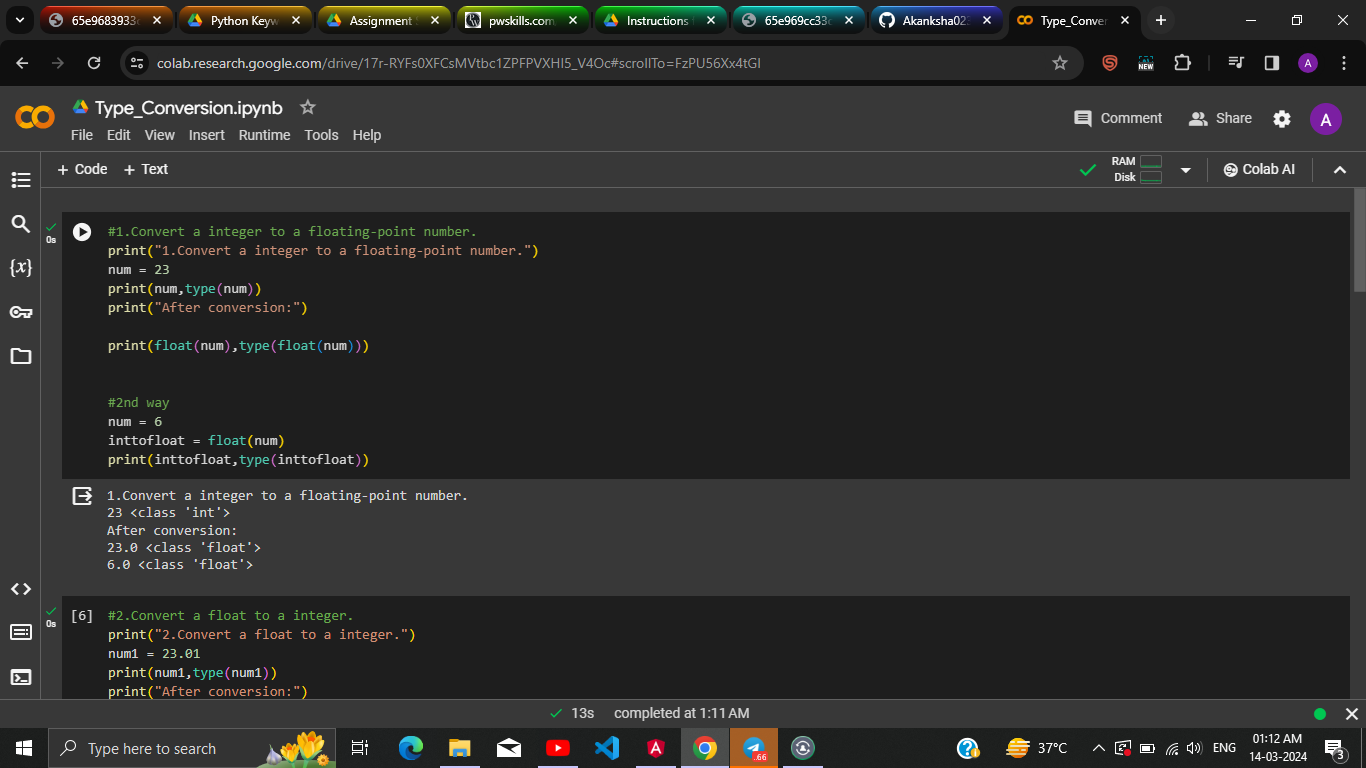 65e9683933c
Python Keyw
Assignment
pwskills.com
Instructions
65e969cc33c
Akanksha023
Type_Conver
colab.research.google.com/drive/17r-RYFs0XFCsMVtbc1ZPFPVXHI5_V4Oc#scrollTo=FzPU56Xx4tGI
NEW
A
Type_Conversion.ipynb
File Edit View Insert Runtime Tools Help
Comment Share A
+ Code + Text
RAM
Disk
Colab AI
{x}
0s
#1.Convert a integer to a floating-point number.
print("1.Convert a integer to a floating-point number.")
num = 23
print(num,type(num))
print("After conversion:")
print(float(num),type(float(num)))
#2nd way
num = 6
inttofloat = float(num)
print(inttofloat,type(inttofloat))
1.Convert a integer to a floating-point number.
23 <class 'int'>
After conversion:
23.0 <class 'float'>
6.0 <class 'float'>
0s
[6]
#2.Convert a float to a integer.
print("2.Convert a float to a integer.")
num1 = 23.01
print(num1,type(num1))
print("After conversion:")
13s completed at 1:11 AM
Type here to search
.66
37°C
ENG
01:12 AM
14-03-2024
3